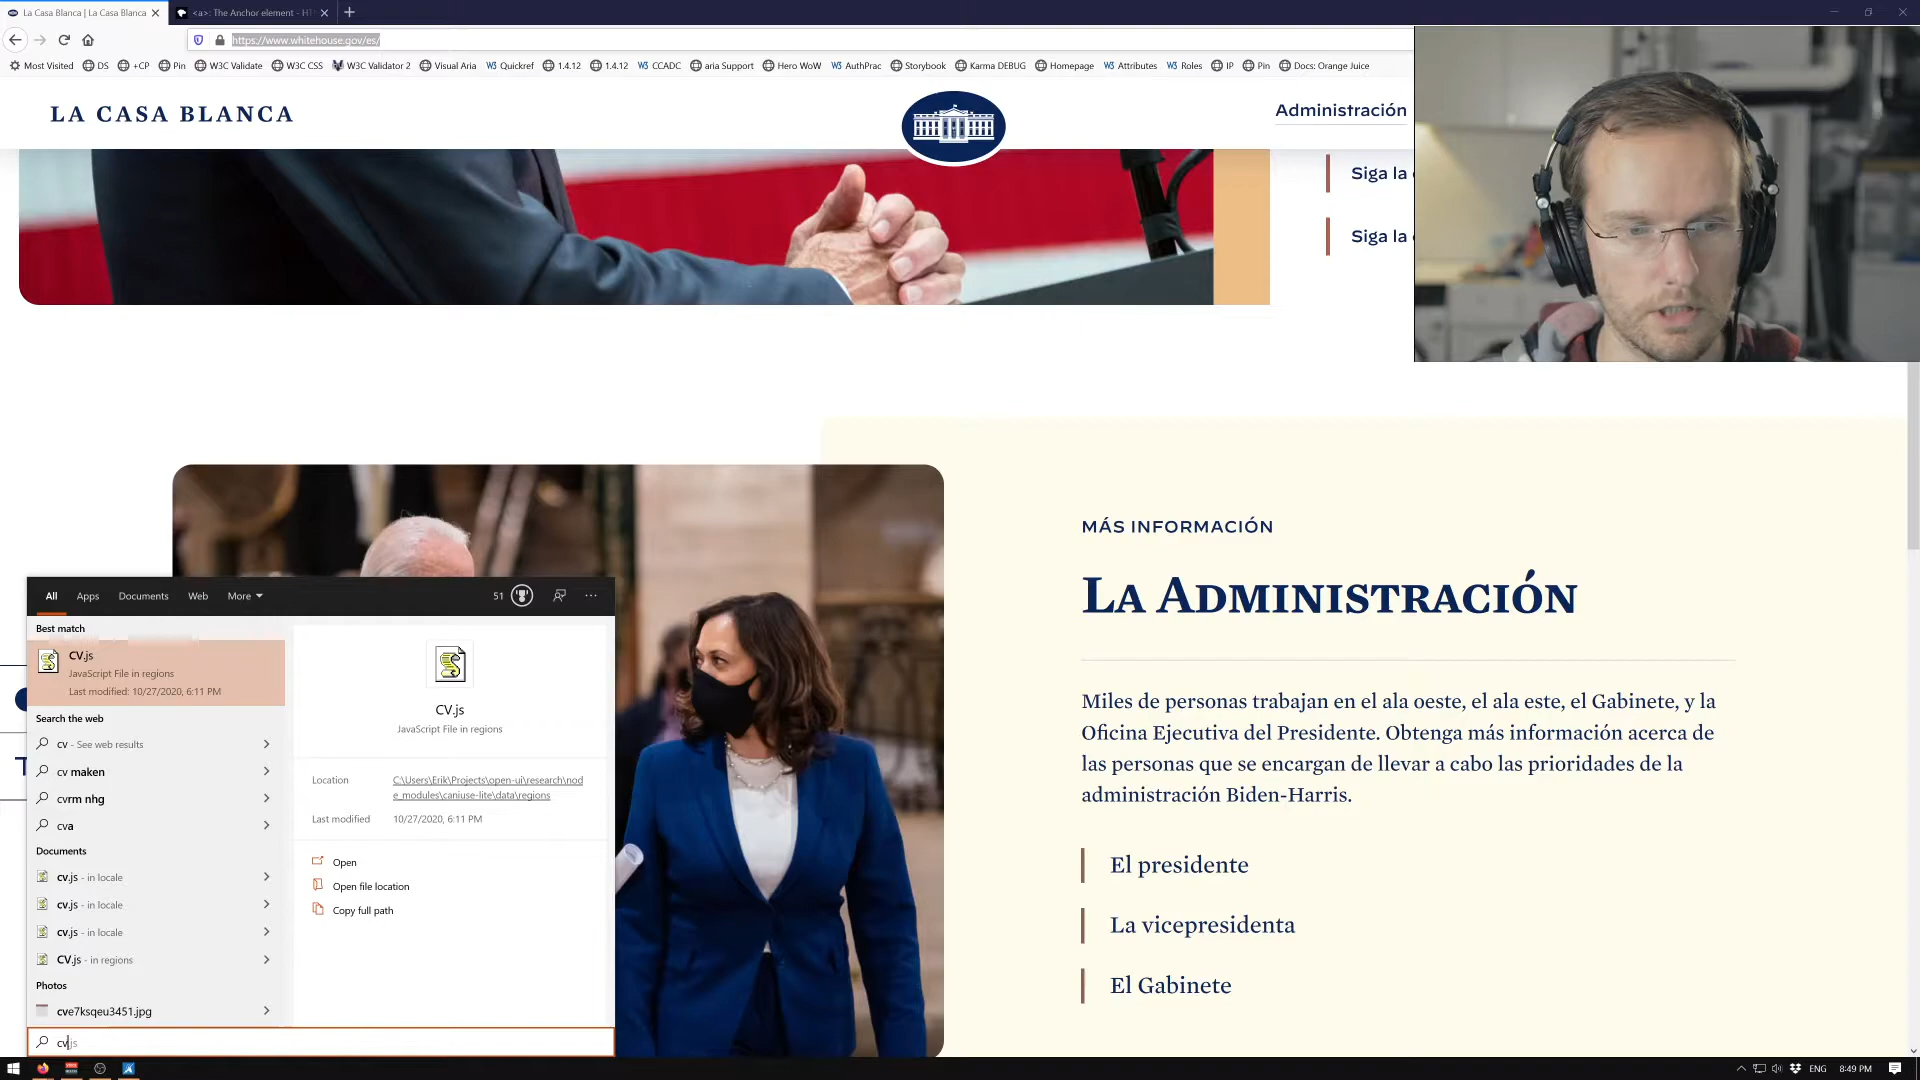 La Casa Blanca | La Casa Blanca
<a>: The Anchor element - HT
https://www.whitehouse.gov/es/
Most Visited DS +CP Pin W3C Validate W3C CSS W3C Validator 2 Visual Aria Quickref 1.4.12 1.4.12 CCADC aria Support Hero WoW AuthPrac Storybook Karma DEBUG Homepage Attributes Roles IP Pin Docs: Orange Juice
LA CASA BLANCA
Administración
Siga la
Siga la
MÁS INFORMACIÓN
La Administración
Miles de personas trabajan en el ala oeste, el ala este, el Gabinete, y la
Oficina Ejecutiva del Presidente. Obtenga más información acerca de
las personas que se encargan de llevar a cabo las prioridades de la
administración Biden-Harris.
El presidente
La vicepresidenta
El Gabinete
All Apps Documents Web More 51
Best match
CV.js
JavaScript File in regions
Last modified: 10/27/2020, 6:11 PM
Search the web
cv - See web results
cv maken
cvrm nhg
cva
Documents
cv.js - in locale
cv.js - in locale
cv.js - in locale
CV.js - in regions
Photos
cve7ksqeu3451.jpg
cv.js
CV.js
JavaScript File in regions
Location C:\Users\Erik\Projects\open-ui\research\nod
e_modules\caniuse-lite\data\regions
Last modified 10/27/2020, 6:11 PM
Open
Open file location
Copy full path
ENG 8:49 PM